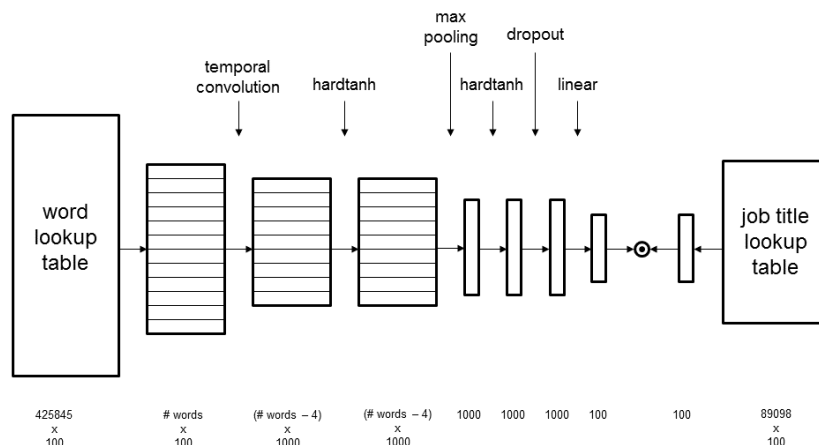 max
pooling
dropout
temporal
convolution
hardtanh
hardtanh
linear
word
lookup
table
job title
lookup
table
425845
x
100
# words
x
100
(# words – 4)
x
1000
(# words – 4)
x
1000
1000
1000
1000
100
100
89098
x
100